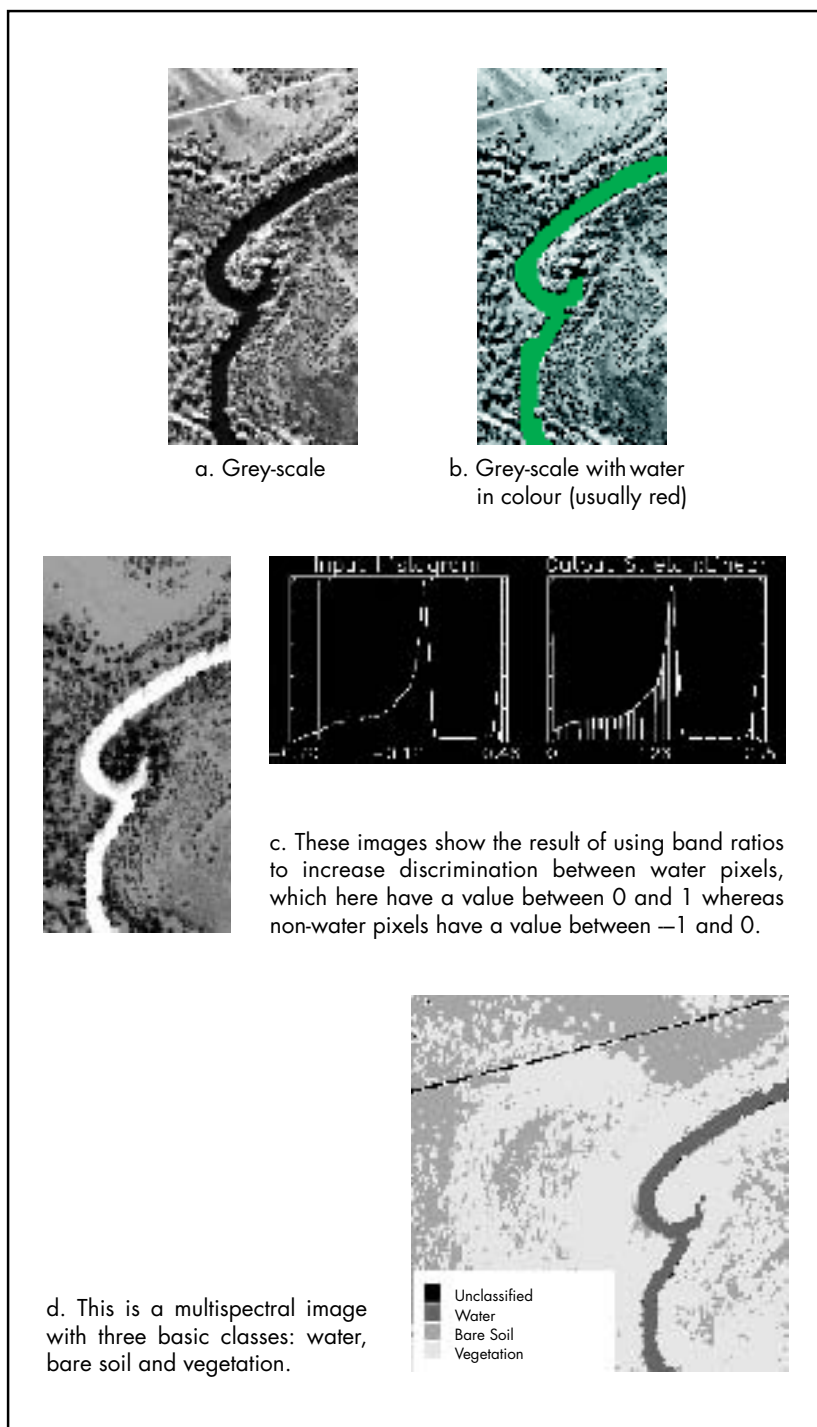 a. Grey-scale
b. Grey-scale with water
in colour (usually red)
Input Histogram
c. These images show the result of using band ratios
to increase discrimination between water pixels,
which here have a value between 0 and 1 whereas
non-water pixels have a value between -–1 and 0.
Unclassified
Water
Bare Soil
Vegetation
d. This is a multispectral image
with three basic classes: water,
bare soil and vegetation.